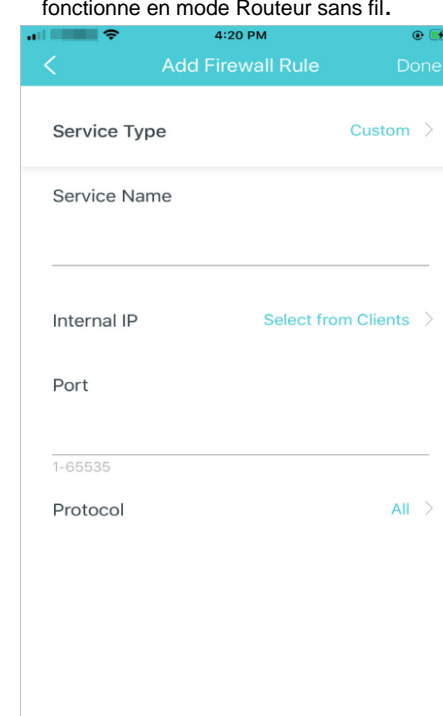 fonctionne en mode Routeur sans fil.
4:20 PM
Add Firewall Rule Done
Service Type Custom
Service Name
Internal IP Select from Clients
Port
1-65535
Protocol All